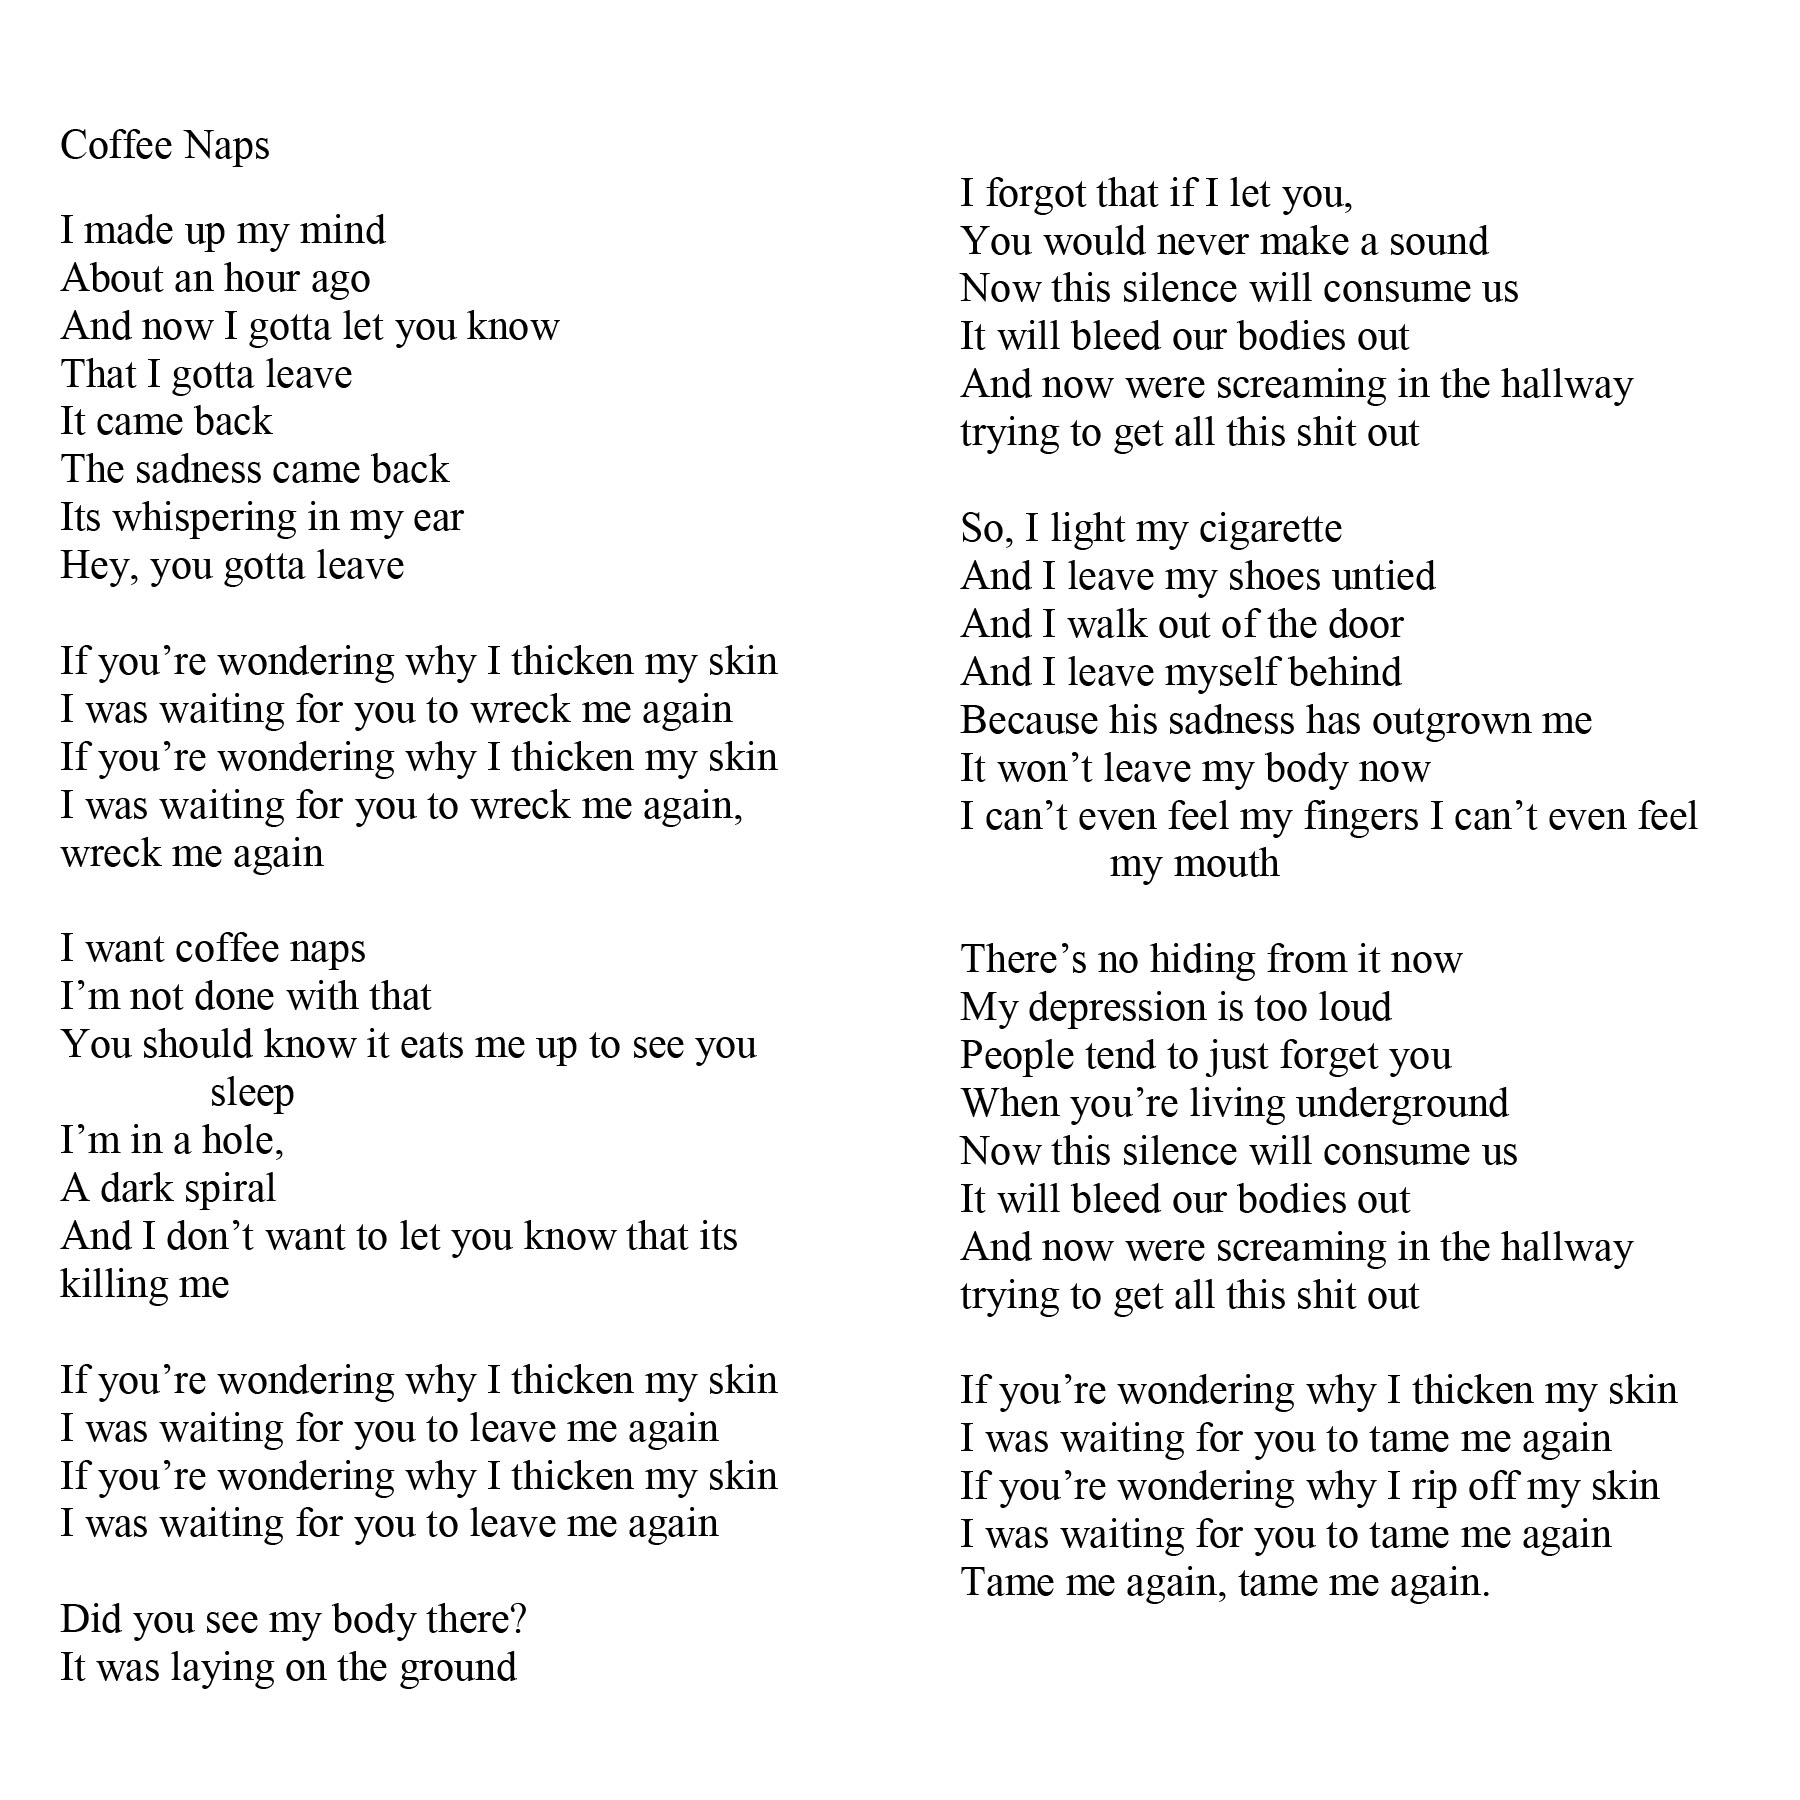 Coffee Naps
I made up my mind
About an hour ago
And now I gotta let you know
That I gotta leave
It came back
The sadness came back
Its whispering in my ear
Hey, you gotta leave
If you’re wondering why I thicken my skin
I was waiting for you to wreck me again
If you’re wondering why I thicken my skin
I was waiting for you to wreck me again,
wreck me again
I want coffee naps
I’m not done with that
You should know it eats me up to see you
sleep
I’m in a hole,
A dark spiral
And I don’t want to let you know that its
killing me
If you’re wondering why I thicken my skin
I was waiting for you to leave me again
If you’re wondering why I thicken my skin
I was waiting for you to leave me again
Did you see my body there?
It was laying on the ground
I forgot that if I let you,
You would never make a sound
Now this silence will consume us
It will bleed our bodies out
And now were screaming in the hallway
trying to get all this shit out
So, I light my cigarette
And I leave my shoes untied
And I walk out of the door
And I leave myself behind
Because his sadness has outgrown me
It won’t leave my body now
I can’t even feel my fingers I can’t even feel
my mouth
There’s no hiding from it now
My depression is too loud
People tend to just forget you
When you’re living underground
Now this silence will consume us
It will bleed our bodies out
And now were screaming in the hallway
trying to get all this shit out
If you’re wondering why I thicken my skin
I was waiting for you to tame me again
If you’re wondering why I rip off my skin
I was waiting for you to tame me again
Tame me again, tame me again.